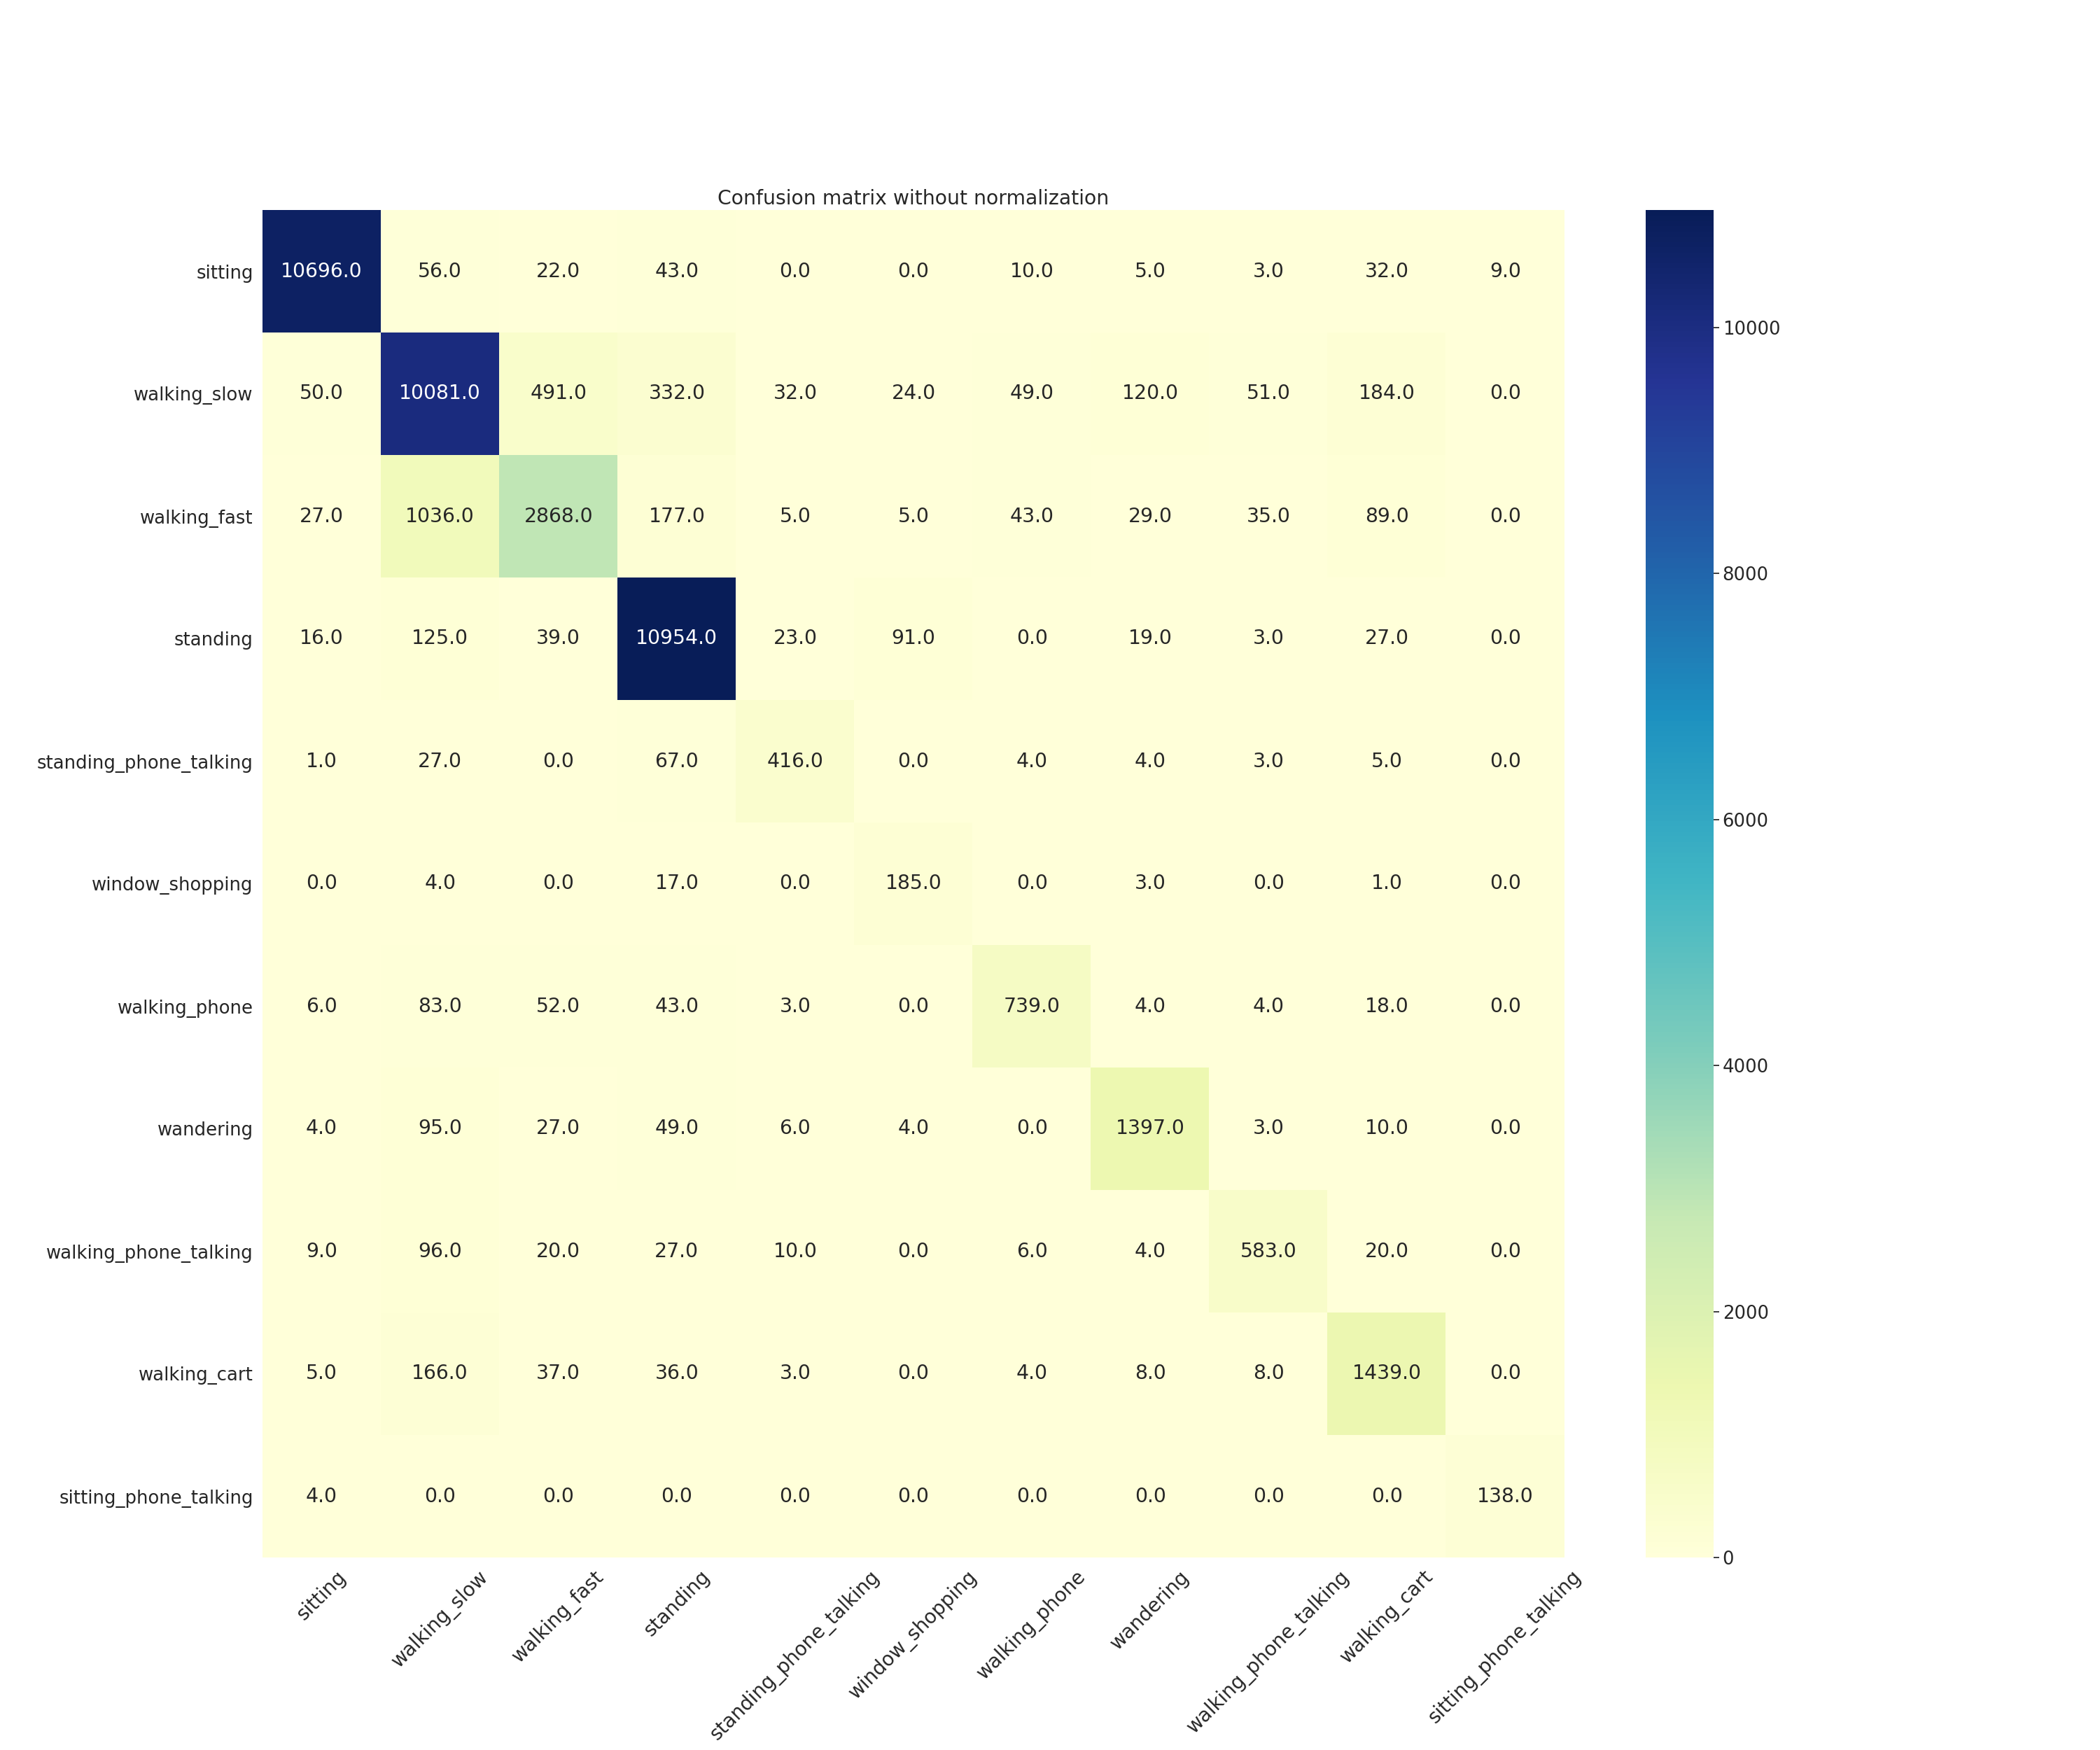 Confusion matrix without normalization
sitting 10696.0 56.0 22.0 43.0 0.0 0.0 10.0 5.0 3.0 32.0 9.0
walking_slow 50.0 10081.0 491.0 332.0 32.0 24.0 49.0 120.0 51.0 184.0 0.0
walking_fast 27.0 1036.0 2868.0 177.0 5.0 5.0 43.0 29.0 35.0 89.0 0.0
standing 16.0 125.0 39.0 10954.0 23.0 91.0 0.0 19.0 3.0 27.0 0.0
standing_phone_talking 1.0 27.0 0.0 67.0 416.0 0.0 4.0 4.0 3.0 5.0 0.0
window_shopping 0.0 4.0 0.0 17.0 0.0 185.0 0.0 3.0 0.0 1.0 0.0
walking_phone 6.0 83.0 52.0 43.0 3.0 0.0 739.0 4.0 4.0 18.0 0.0
wandering 4.0 95.0 27.0 49.0 6.0 4.0 0.0 1397.0 3.0 10.0 0.0
walking_phone_talking 9.0 96.0 20.0 27.0 10.0 0.0 6.0 4.0 583.0 20.0 0.0
walking_cart 5.0 166.0 37.0 36.0 3.0 0.0 4.0 8.0 8.0 1439.0 0.0
sitting_phone_talking 4.0 0.0 0.0 0.0 0.0 0.0 0.0 0.0 0.0 0.0 138.0
sitting
walking_slow
walking_fast
standing
standing_phone_talking
window_shopping
walking_phone
wandering
walking_phone_talking
walking_cart
sitting_phone_talking
10000
8000
6000
4000
2000
0